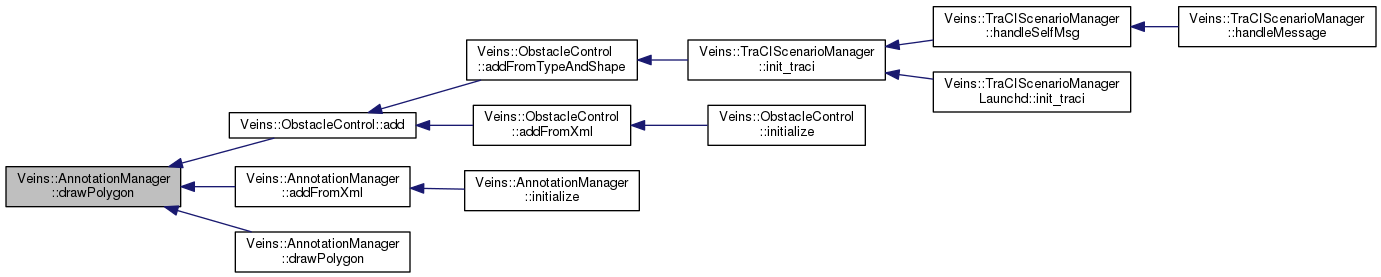 Veins::AnnotationManager
::drawPolygon
Veins::ObstacleControl::add
Veins::ObstacleControl
::addFromTypeAndShape
Veins::TraCIScenarioManager
::init_traci
Veins::TraCIScenarioManager
::handleSelfMsg
Veins::TraCIScenarioManager
::handleMessage
Veins::TraCIScenarioManager
Launchd::init_traci
Veins::ObstacleControl
::addFromXml
Veins::ObstacleControl
::initialize
Veins::AnnotationManager
::addFromXml
Veins::AnnotationManager
::initialize
Veins::AnnotationManager
::drawPolygon